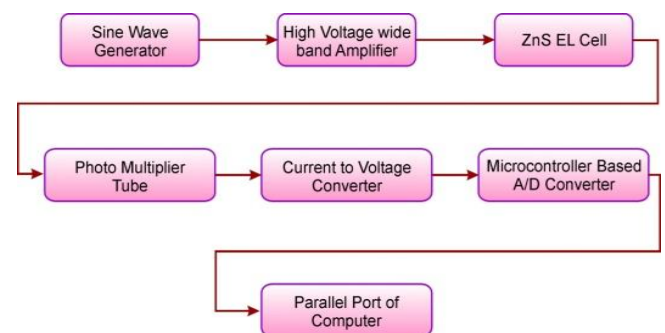 Sine Wave
Generator
High Voltage wide
band Amplifier
ZnS EL Cell
Photo Multiplier
Tube
Current to Voltage
Converter
Microcontroller Based
A/D Converter
Parallel Port of
Computer